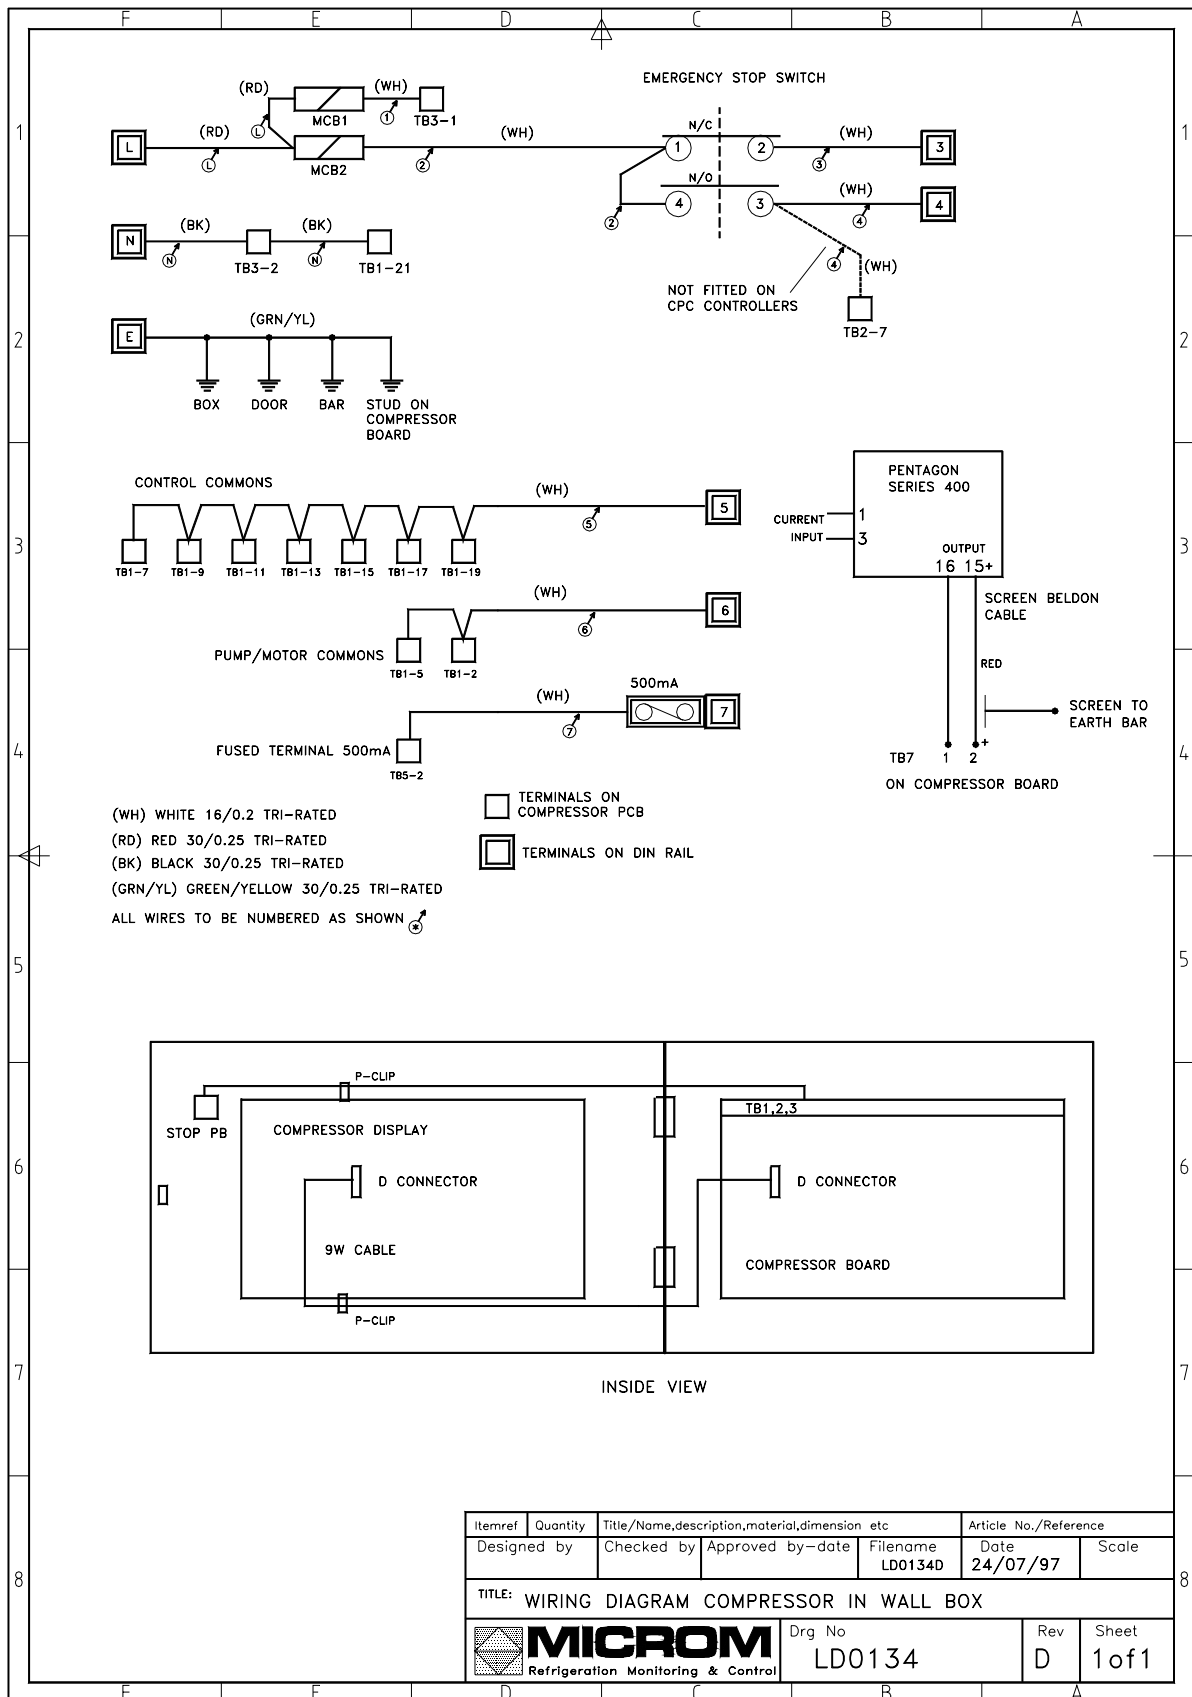 F E D C B A
EMERGENCY STOP SWITCH
(RD) (WH)
MCB1 TB3-1
L 1
1 1
L (RD) L MCB2 2 (WH)
N/C
1 2 (WH) 3 3
N/O
2 4 3 (WH) 4 4
4 (WH)
NOT FITTED ON
CPC CONTROLLERS
TB2-7
N (BK) N TB3-2 (BK) N TB1-21
2 2
E (GRN/YL)
BOX DOOR BAR STUD ON
COMPRESSOR
BOARD
CONTROL COMMONS
(WH) 5 5
3 3
TB1-7 TB1-9 TB1-11 TB1-13 TB1-15 TB1-17 TB1-19
PENTAGON
SERIES 400
CURRENT 1
INPUT 3
OUTPUT
16 15+
SCREEN BELDON
CABLE
RED
SCREEN TO
EARTH BAR
TB7 1 2 +
ON COMPRESSOR BOARD
(WH) 6 6
PUMP/MOTOR COMMONS
TB1-5 TB1-2
(WH) 7 500mA 7
4 4
FUSED TERMINAL 500mA
TB5-2
(WH) WHITE 16/0.2 TRI-RATED
(RD) RED 30/0.25 TRI-RATED
(BK) BLACK 30/0.25 TRI-RATED
(GRN/YL) GREEN/YELLOW 30/0.25 TRI-RATED
ALL WIRES TO BE NUMBERED AS SHOWN *
TERMINALS ON
COMPRESSOR PCB
TERMINALS ON DIN RAIL
5 5
P-CLIP
STOP PB
COMPRESSOR DISPLAY
TB1,2,3
6 6
D CONNECTOR
D CONNECTOR
9W CABLE
COMPRESSOR BOARD
P-CLIP
7 7
INSIDE VIEW
Itemref Quantity Title/Name,description,material,dimension etc Article No./Reference
Designed by Checked by Approved by-date Filename Date Scale
LD0134D 24/07/97
8 8
TITLE: WIRING DIAGRAM COMPRESSOR IN WALL BOX
MICROM
Refrigeration Monitoring & Control
Drg No
LD0134
Rev
D
Sheet
1of1
F E D C B A